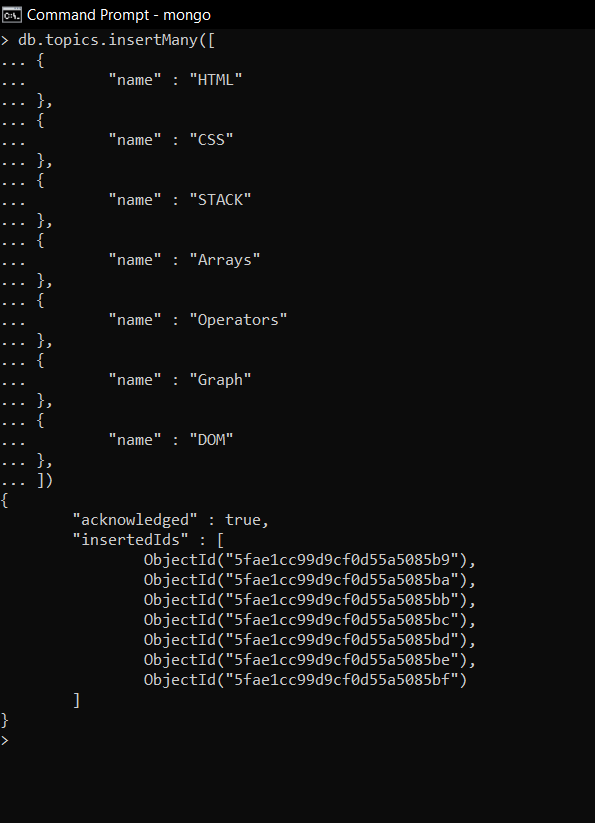 Command Prompt - mongo
> db.topics.insertMany([
... {
...         "name" : "HTML"
... },
... {
...         "name" : "CSS"
... },
... {
...         "name" : "STACK"
... },
... {
...         "name" : "Arrays"
... },
... {
...         "name" : "Operators"
... },
... {
...         "name" : "Graph"
... },
... {
...         "name" : "DOM"
... },
... ])
{
        "acknowledged" : true,
        "insertedIds" : [
                ObjectId("5fae1cc99d9cf0d55a5085b9"),
                ObjectId("5fae1cc99d9cf0d55a5085ba"),
                ObjectId("5fae1cc99d9cf0d55a5085bb"),
                ObjectId("5fae1cc99d9cf0d55a5085bc"),
                ObjectId("5fae1cc99d9cf0d55a5085bd"),
                ObjectId("5fae1cc99d9cf0d55a5085be"),
                ObjectId("5fae1cc99d9cf0d55a5085bf")
        ]
}
>